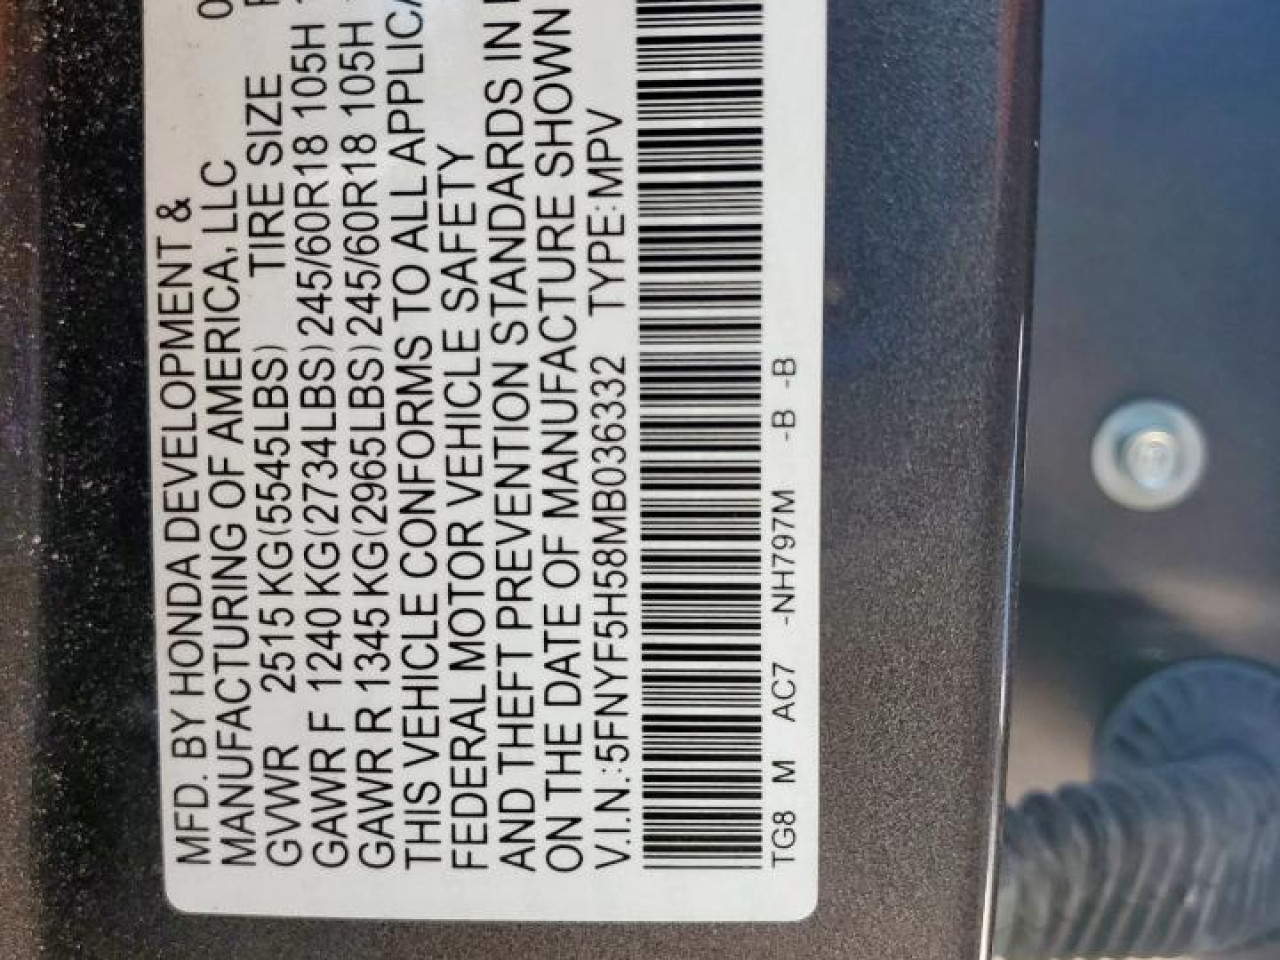 MFD. BY HONDA DEVELOPMENT &
MANUFACTURING OF AMERICA, LLC
TIRE SIZE
GVWR 2515 KG (5545LBS)
GAWR F 1240 KG (2734LBS) 245/60R18 105H
GAWR R 1345 KG (2965LBS) 245/60R18 105H
THIS VEHICLE CONFORMS TO ALL
FEDERAL MOTOR VEHICLE SAFETY
AND THEFT PREVENTION STANDARDS IN
ON THE DATE OF MANUFACTURE SHOWN
V.I.N.:5FNYF5H58MB036332 TYPE:MPV
TG8 M AC7 -NH797M -B -B